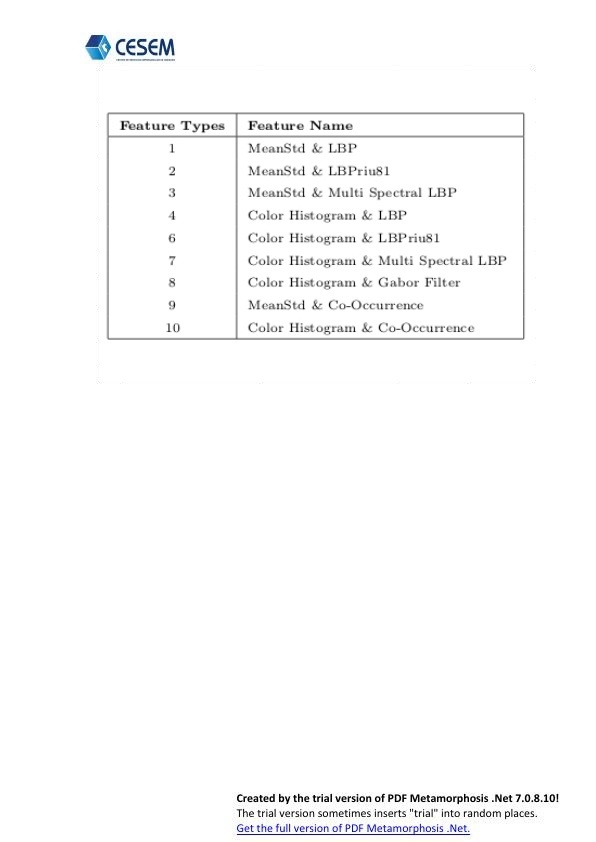 CESEM
Feature Types Feature Name
1 MeanStd & LBP
2 MeanStd & LBPriu81
3 MeanStd & Multi Spectral LBP
4 Color Histogram & LBP
6 Color Histogram & LBPriu81
7 Color Histogram & Multi Spectral LBP
8 Color Histogram & Gabor Filter
9 MeanStd & Co-Occurrence
10 Color Histogram & Co-Occurrence
Created by the trial version of PDF Metamorphosis .Net 7.0.8.10!
The trial version sometimes inserts "trial" into random places.
Get the full version of PDF Metamorphosis .Net.